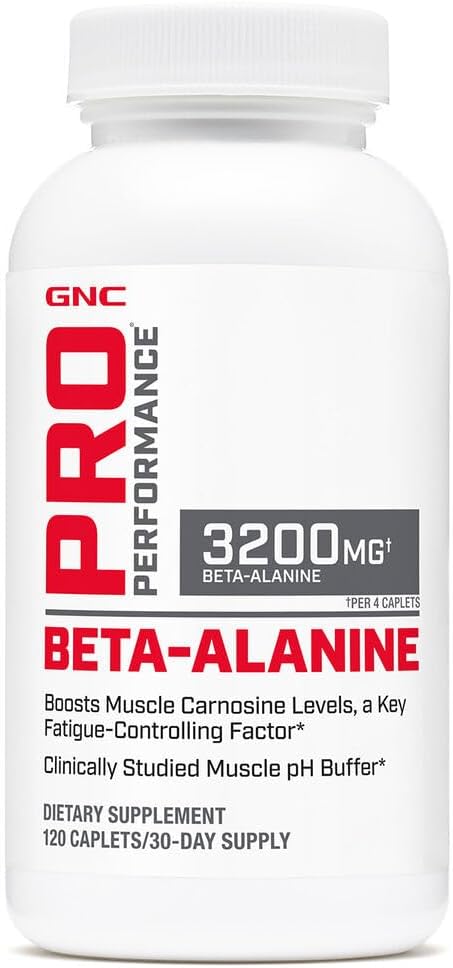 GNC
PRO
PERFORMANCE®
3200MG†
BETA-ALANINE
†PER 4 CAPLETS
BETA-ALANINE
Boosts Muscle Carnosine Levels, a Key
Fatigue-Controlling Factor*
Clinically Studied Muscle pH Buffer*
DIETARY SUPPLEMENT
120 CAPLETS/30-DAY SUPPLY